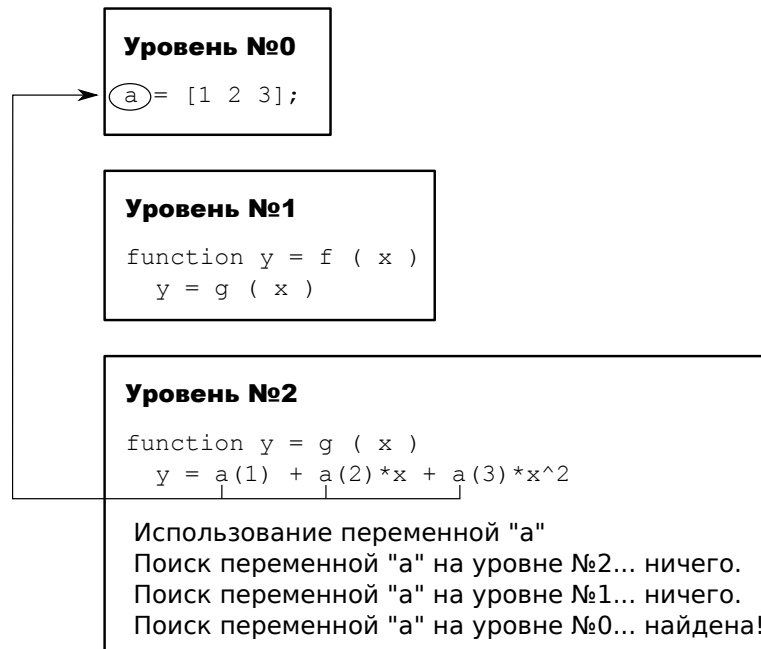 Уровень №0
a = [1 2 3];
Уровень №1
function y = f ( x )
y = g ( x )
Уровень №2
function y = g ( x )
y = a(1) + a(2)*x + a(3)*x^2
Использование переменной "a"
Поиск переменной "a" на уровне №2... ничего.
Поиск переменной "a" на уровне №1... ничего.
Поиск переменной "a" на уровне №0... найдена!